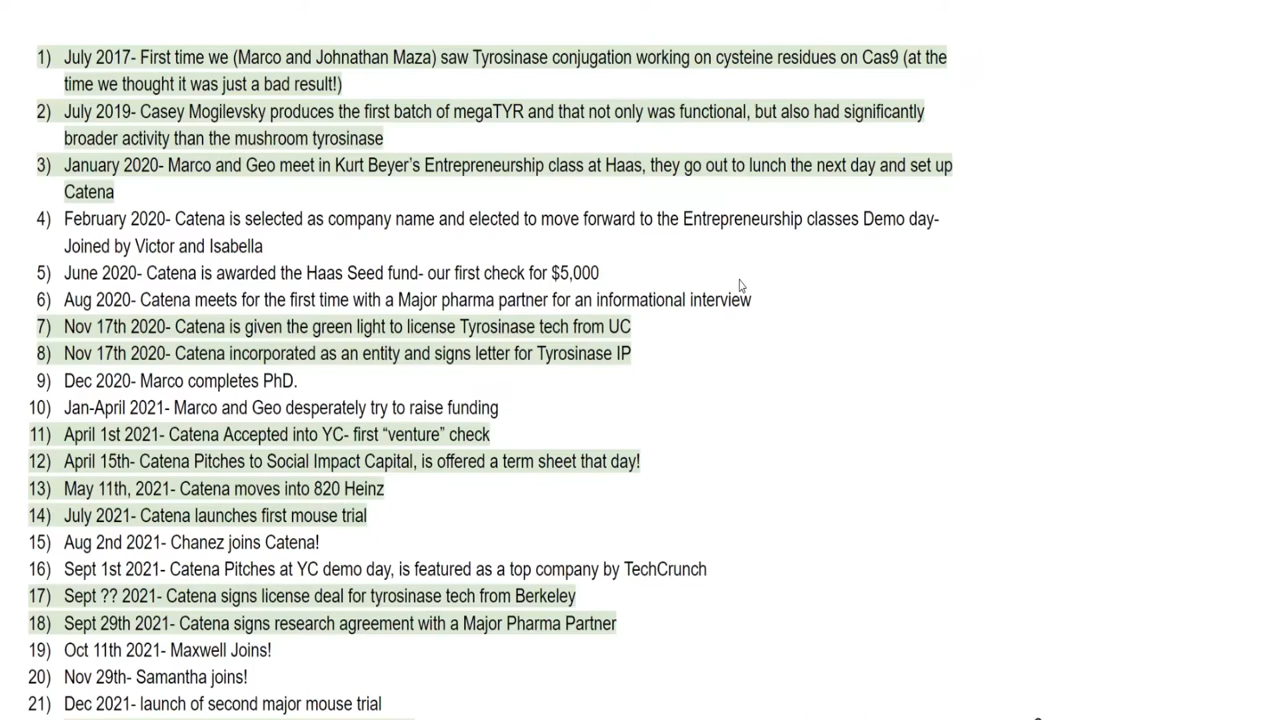 1) July 2017- First time we (Marco and Johnathan Maza) saw Tyrosinase conjugation working on cysteine residues on Cas9 (at the
time we thought it was just a bad result!)
2) July 2019- Casey Mogilevsky produces the first batch of megaTYR and that not only was functional, but also had significantly
broader activity than the mushroom tyrosinase
3) January 2020- Marco and Geo meet in Kurt Beyer’s Entrepreneurship class at Haas, they go out to lunch the next day and set up
Catena
4) February 2020- Catena is selected as company name and elected to move forward to the Entrepreneurship classes Demo day-
Joined by Victor and Isabella
5) June 2020- Catena is awarded the Haas Seed fund- our first check for $5,000
6) Aug 2020- Catena meets for the first time with a Major pharma partner for an informational interview
7) Nov 17th 2020- Catena is given the green light to license Tyrosinase tech from UC
8) Nov 17th 2020- Catena incorporated as an entity and signs letter for Tyrosinase IP
9) Dec 2020- Marco completes PhD.
10) Jan-April 2021- Marco and Geo desperately try to raise funding
11) April 1st 2021- Catena Accepted into YC- first “venture” check
12) April 15th- Catena Pitches to Social Impact Capital, is offered a term sheet that day!
13) May 11th, 2021- Catena moves into 820 Heinz
14) July 2021- Catena launches first mouse trial
15) Aug 2nd 2021- Chanez joins Catena!
16) Sept 1st 2021- Catena Pitches at YC demo day, is featured as a top company by TechCrunch
17) Sept ?? 2021- Catena signs license deal for tyrosinase tech from Berkeley
18) Sept 29th 2021- Catena signs research agreement with a Major Pharma Partner
19) Oct 11th 2021- Maxwell Joins!
20) Nov 29th- Samantha joins!
21) Dec 2021- launch of second major mouse trial